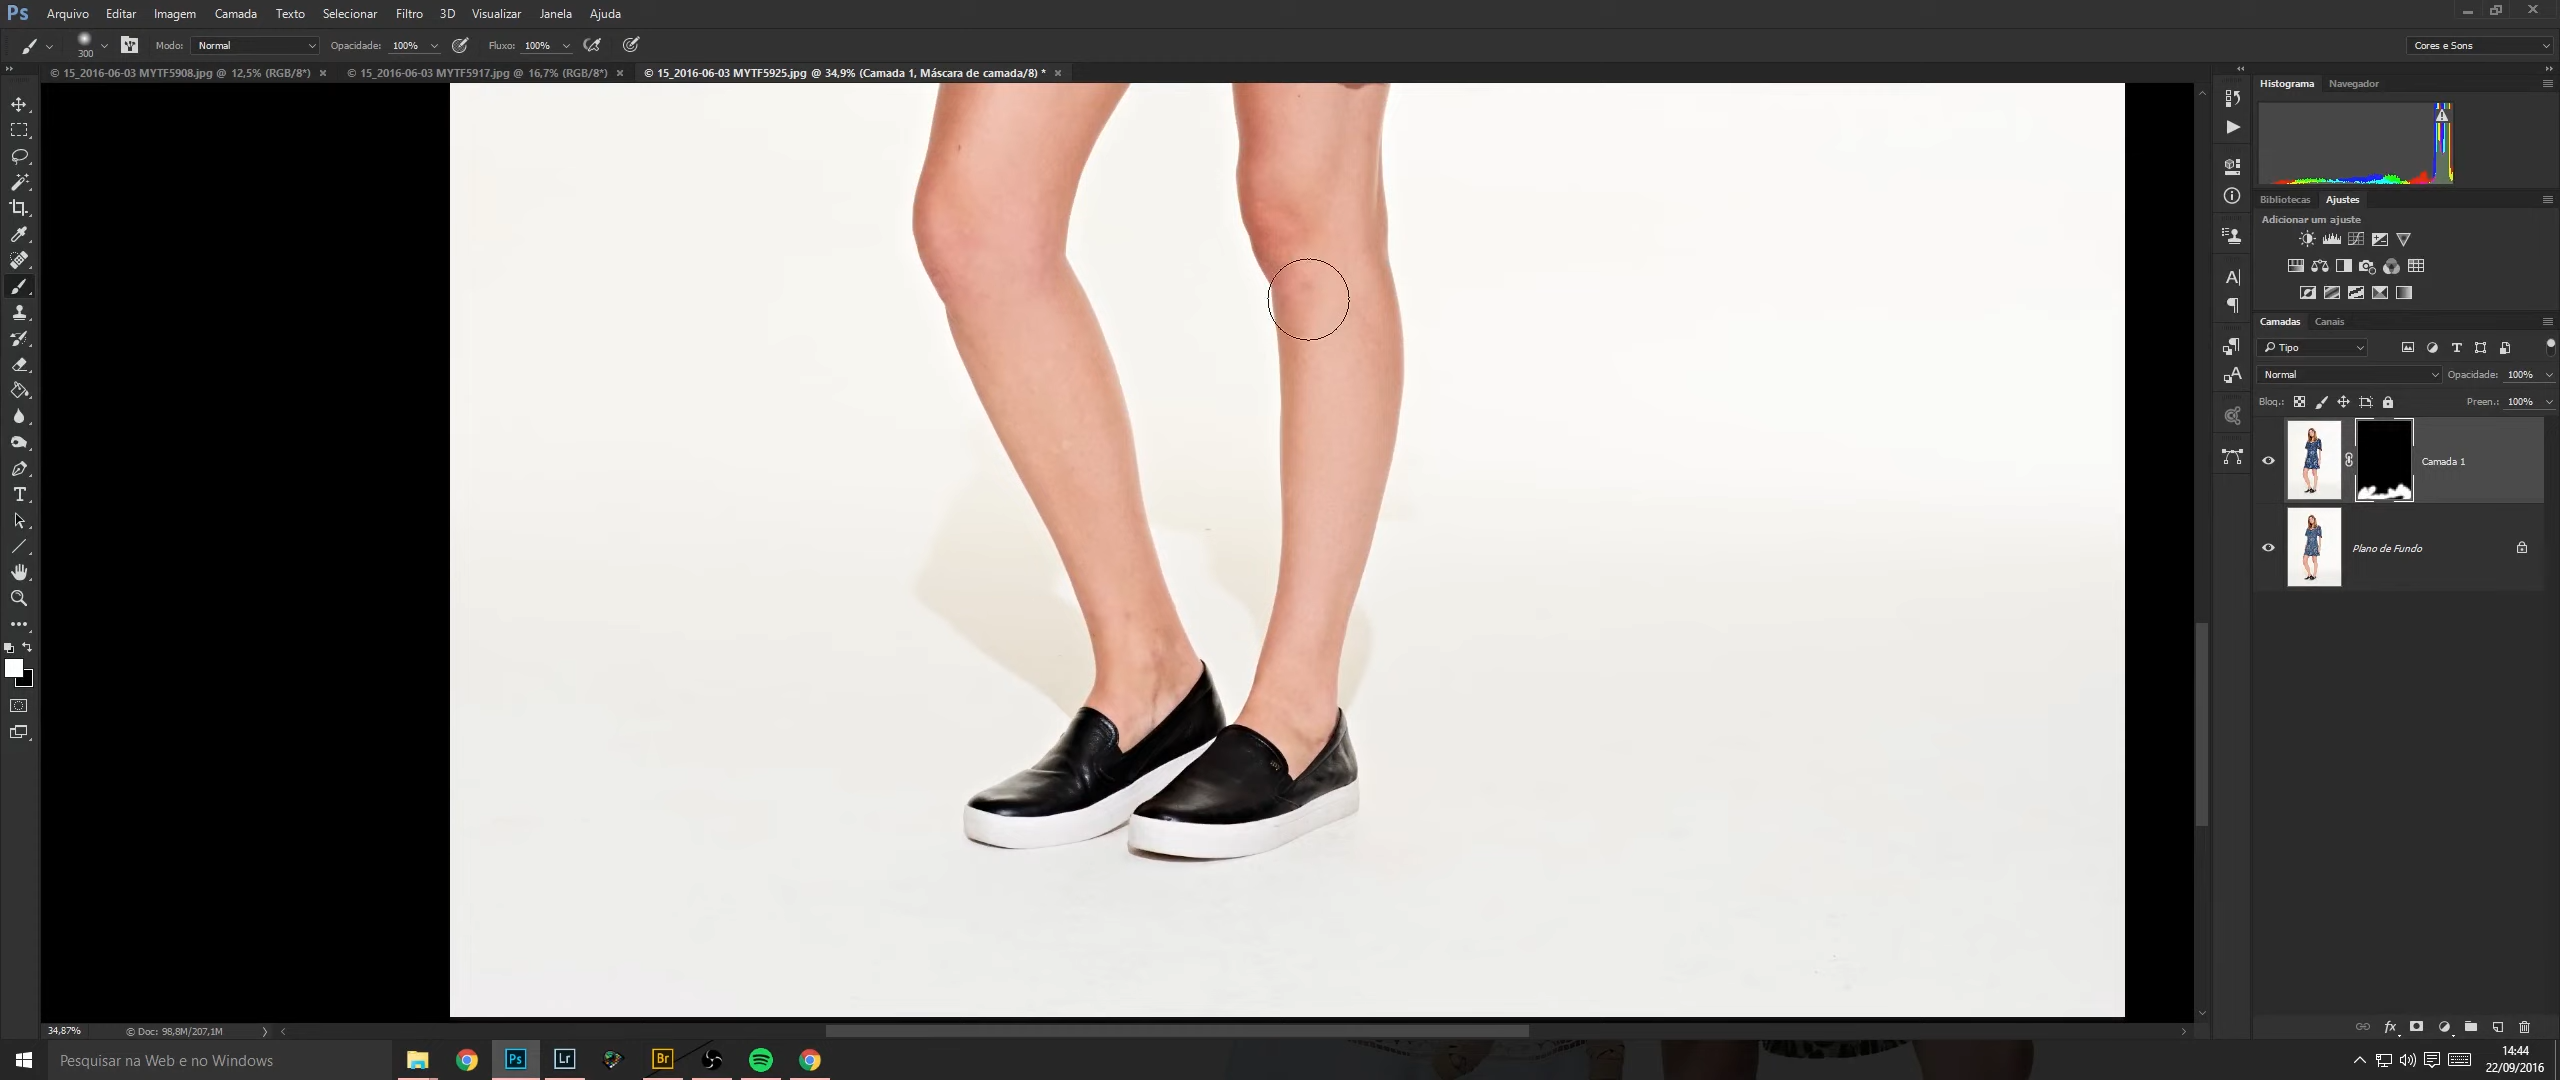 Ps Arquivo Editar Imagem Camada Texto Selecionar Filtro 3D Visualizar Janela Ajuda
300 Modo: Normal Opacidade: 100% Fluxo: 100% Cores e Sons
© 15_2016-06-03 MYTF5908.jpg @ 12,5% (RGB/8*) × © 15_2016-06-03 MYTF5917.jpg @ 16,7% (RGB/8*) × © 15_2016-06-03 MYTF5925.jpg @ 34,9% (Camada 1, Máscara de camada/8) * ×
Histograma Navegador
Bibliotecas Ajustes
Adicionar um ajuste
Camadas Canais
Tipo
Normal Opacidade: 100%
Bloq.: Preen.: 100%
Camada 1
Plano de Fundo
34,87% © Doc: 98,8M/207,1M
Pesquisar na Web e no Windows Ps Lr Br 14:44
22/09/2016